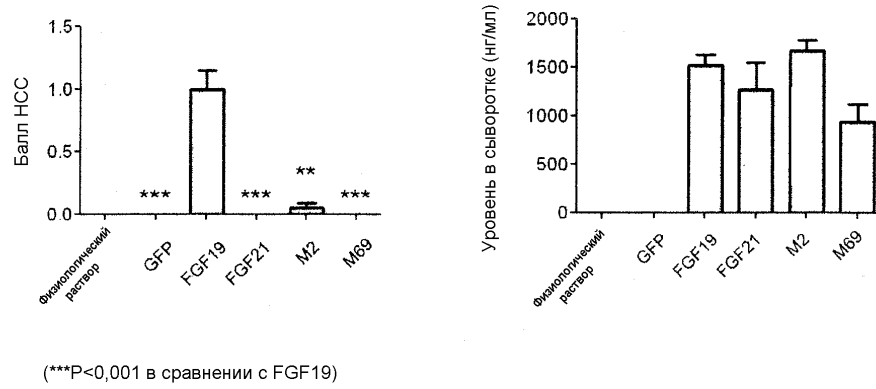 Балл НСС
1.5
1.0
0.5
0.0
***
***
**
***
Физиологический
раствор
GFP
FGF19
FGF21
M2
M69
Уровень в сыворотке (нг/мл)
2000
1500
1000
500
0
Физиологический
раствор
GFP
FGF19
FGF21
M2
M69
(***P<0,001 в сравнении с FGF19)